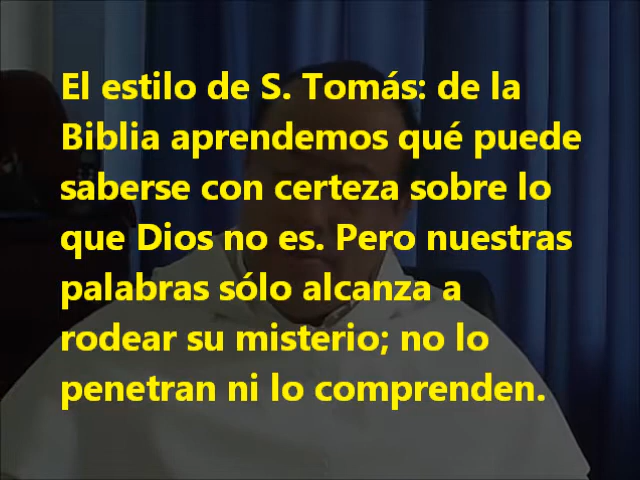 El estilo de S. Tomás: de la
Biblia aprendemos qué puede
saberse con certeza sobre lo
que Dios no es. Pero nuestras
palabras sólo alcanza a
rodear su misterio; no lo
penetran ni lo comprenden.